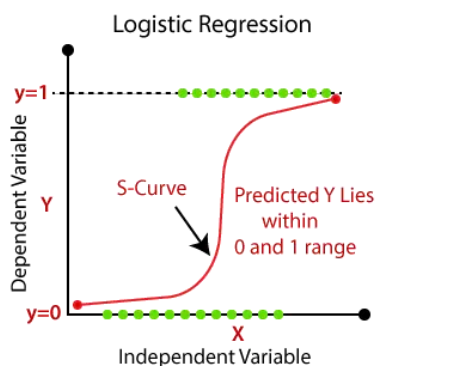 Logistic Regression
y=1
Dependent Variable
Y
S-Curve
Predicted Y Lies
within
0 and 1 range
y=0
X
Independent Variable